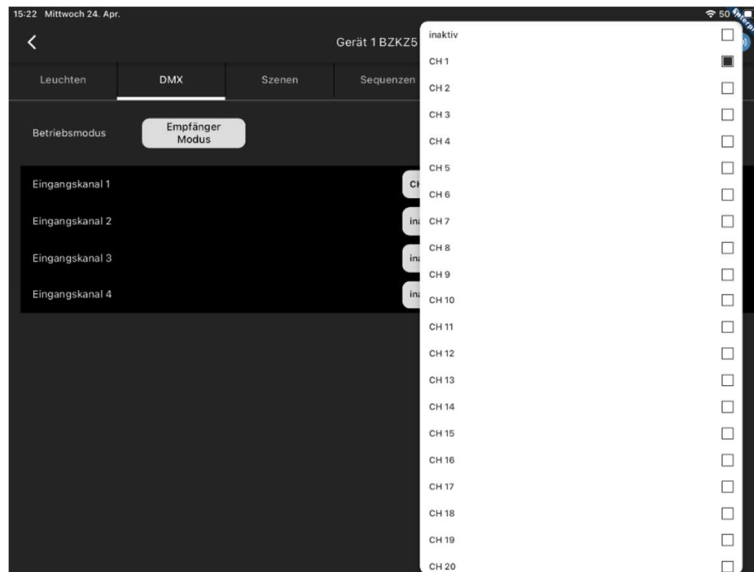 15:22 Mittwoch 24. Apr.
50
Gerät 1 BZKZ5
Leuchten
DMX
Szenen
Sequenzen
Betriebsmodus
Empfänger
Modus
Eingangskanal 1
Eingangskanal 2
Eingangskanal 3
Eingangskanal 4
inaktiv
CH 1
CH 2
CH 3
CH 4
CH 5
CH 6
CH 7
CH 8
CH 9
CH 10
CH 11
CH 12
CH 13
CH 14
CH 15
CH 16
CH 17
CH 18
CH 19
CH 20